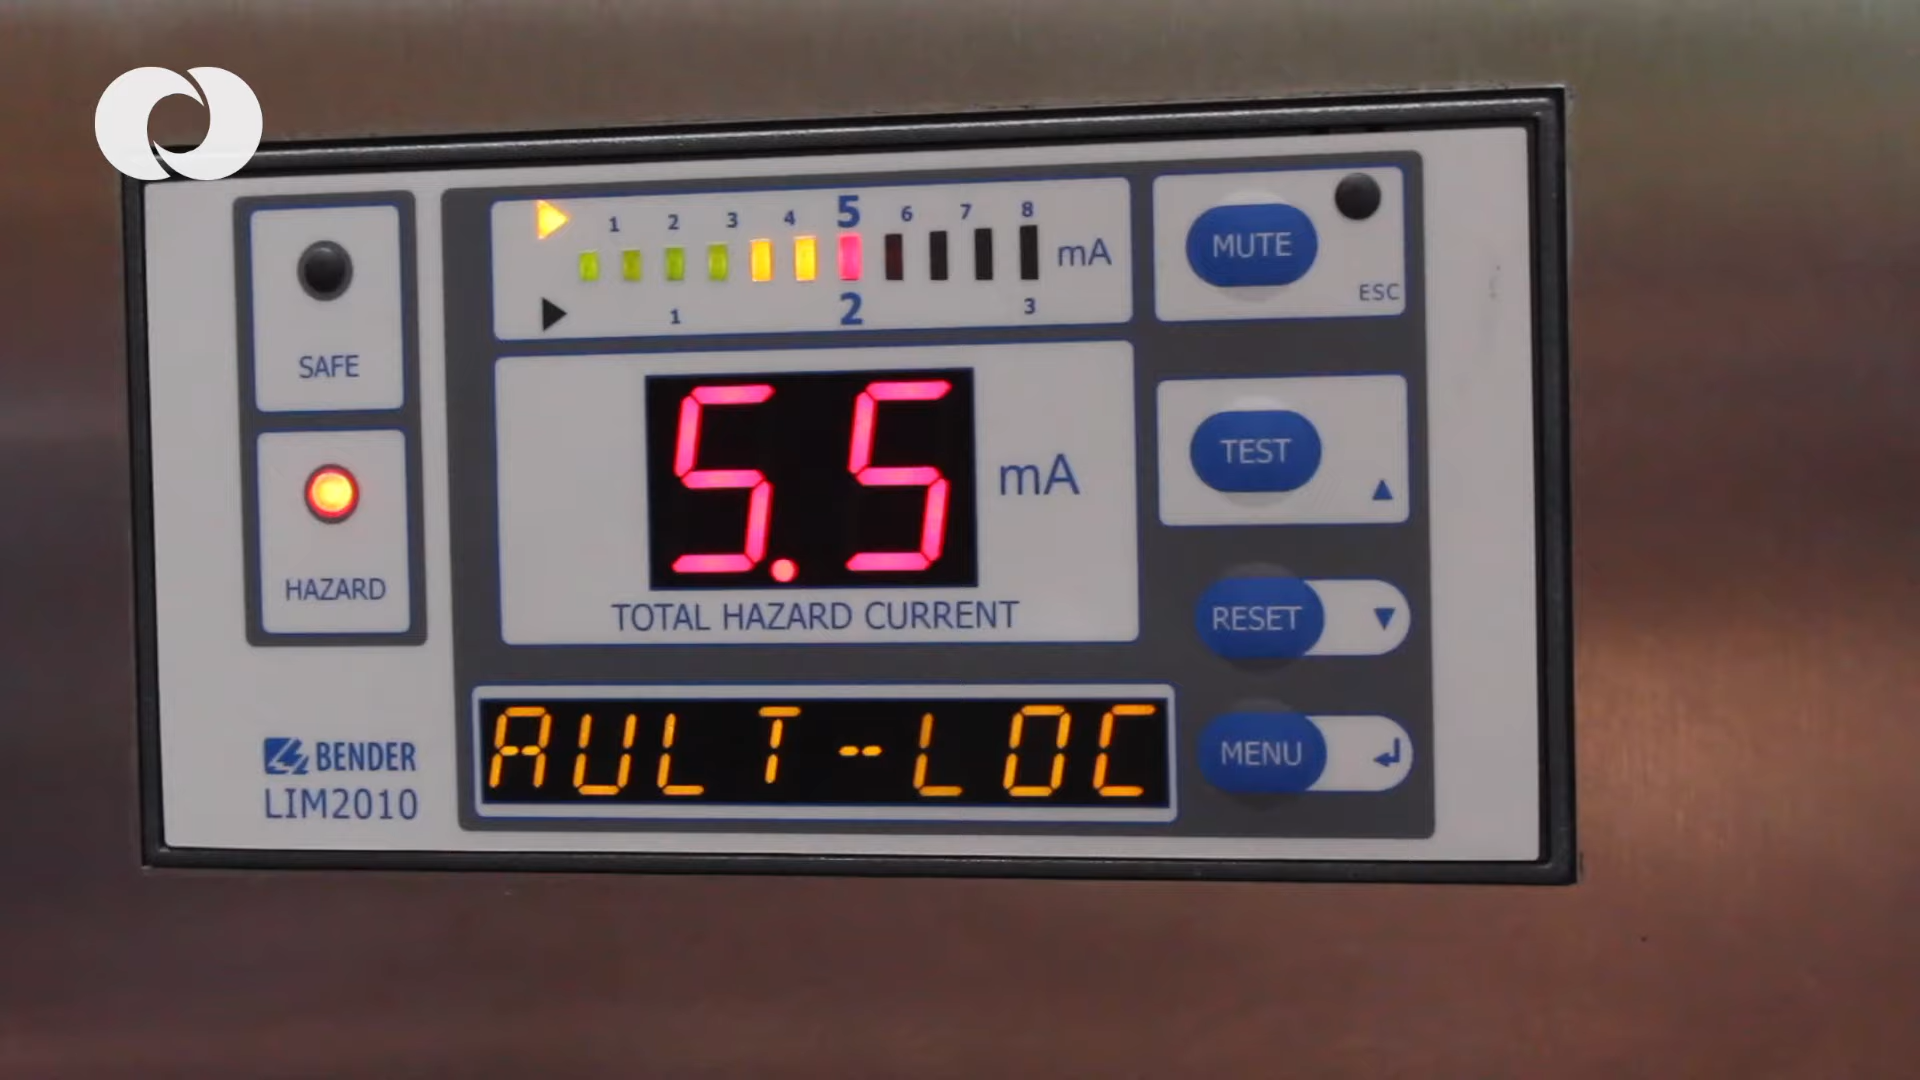 1 2 3 4 5 6 7 8
mA
1 2 3
SAFE
HAZARD
5.5
mA
TOTAL HAZARD CURRENT
AULT-LOC
BENDER
LIM2010
MUTE
ESC
TEST
RESET
MENU